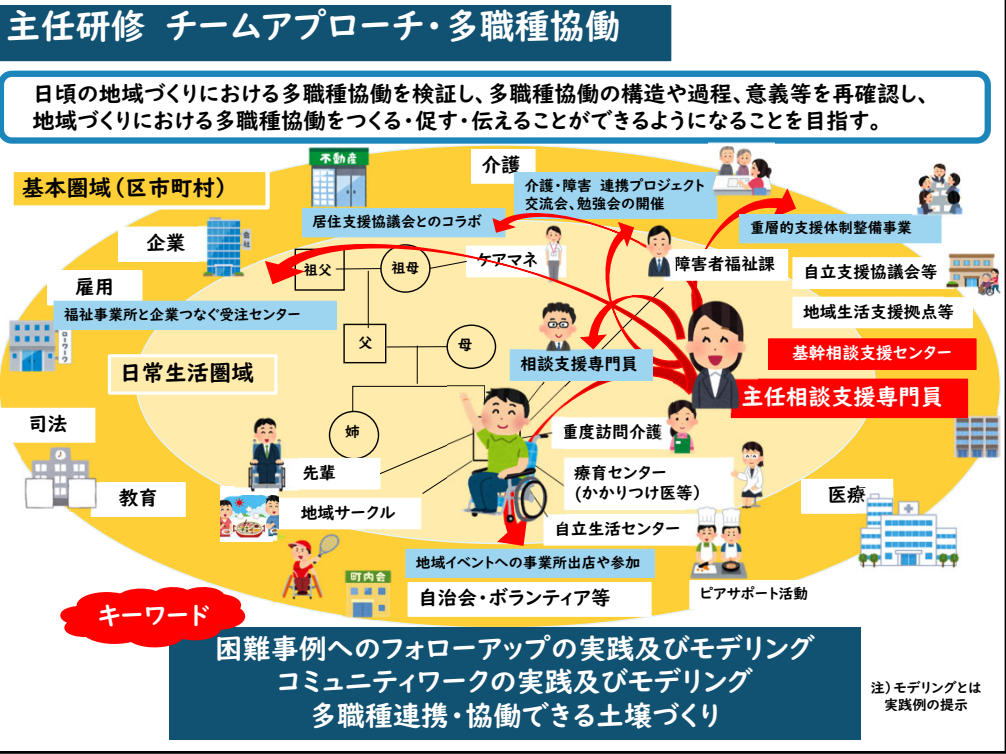 主任研修 チームアプローチ・多職種協働
日頃の地域づくりにおける多職種協働を検証し、多職種協働の構造や過程、意義等を再確認し、
地域づくりにおける多職種協働をつくる・促す・伝えることができるようになることを目指す。
基本圏域(区市町村)
不動産
介護
介護・障害 連携プロジェクト
交流会、勉強会の開催
居住支援協議会とのコラボ
重層的支援体制整備事業
企業
会社
祖父
祖母
ケアマネ
障害者福祉課
自立支援協議会等
雇用
地域生活支援拠点等
福祉事業所と企業つなぐ受注センター
ローワーク
父
母
相談支援専門員
基幹相談支援センター
日常生活圏域
主任相談支援専門員
司法
姉
重度訪問介護
先輩
療育センター
(かかりつけ医等)
教育
医療
地域サークル
自立生活センター
地域イベントへの事業所出店や参加
町内会
自治会・ボランティア等
ピアサポート活動
キーワード
困難事例へのフォローアップの実践及びモデリング
コミュニティワークの実践及びモデリング
多職種連携・協働できる土壌づくり
注)モデリングとは
実践例の提示